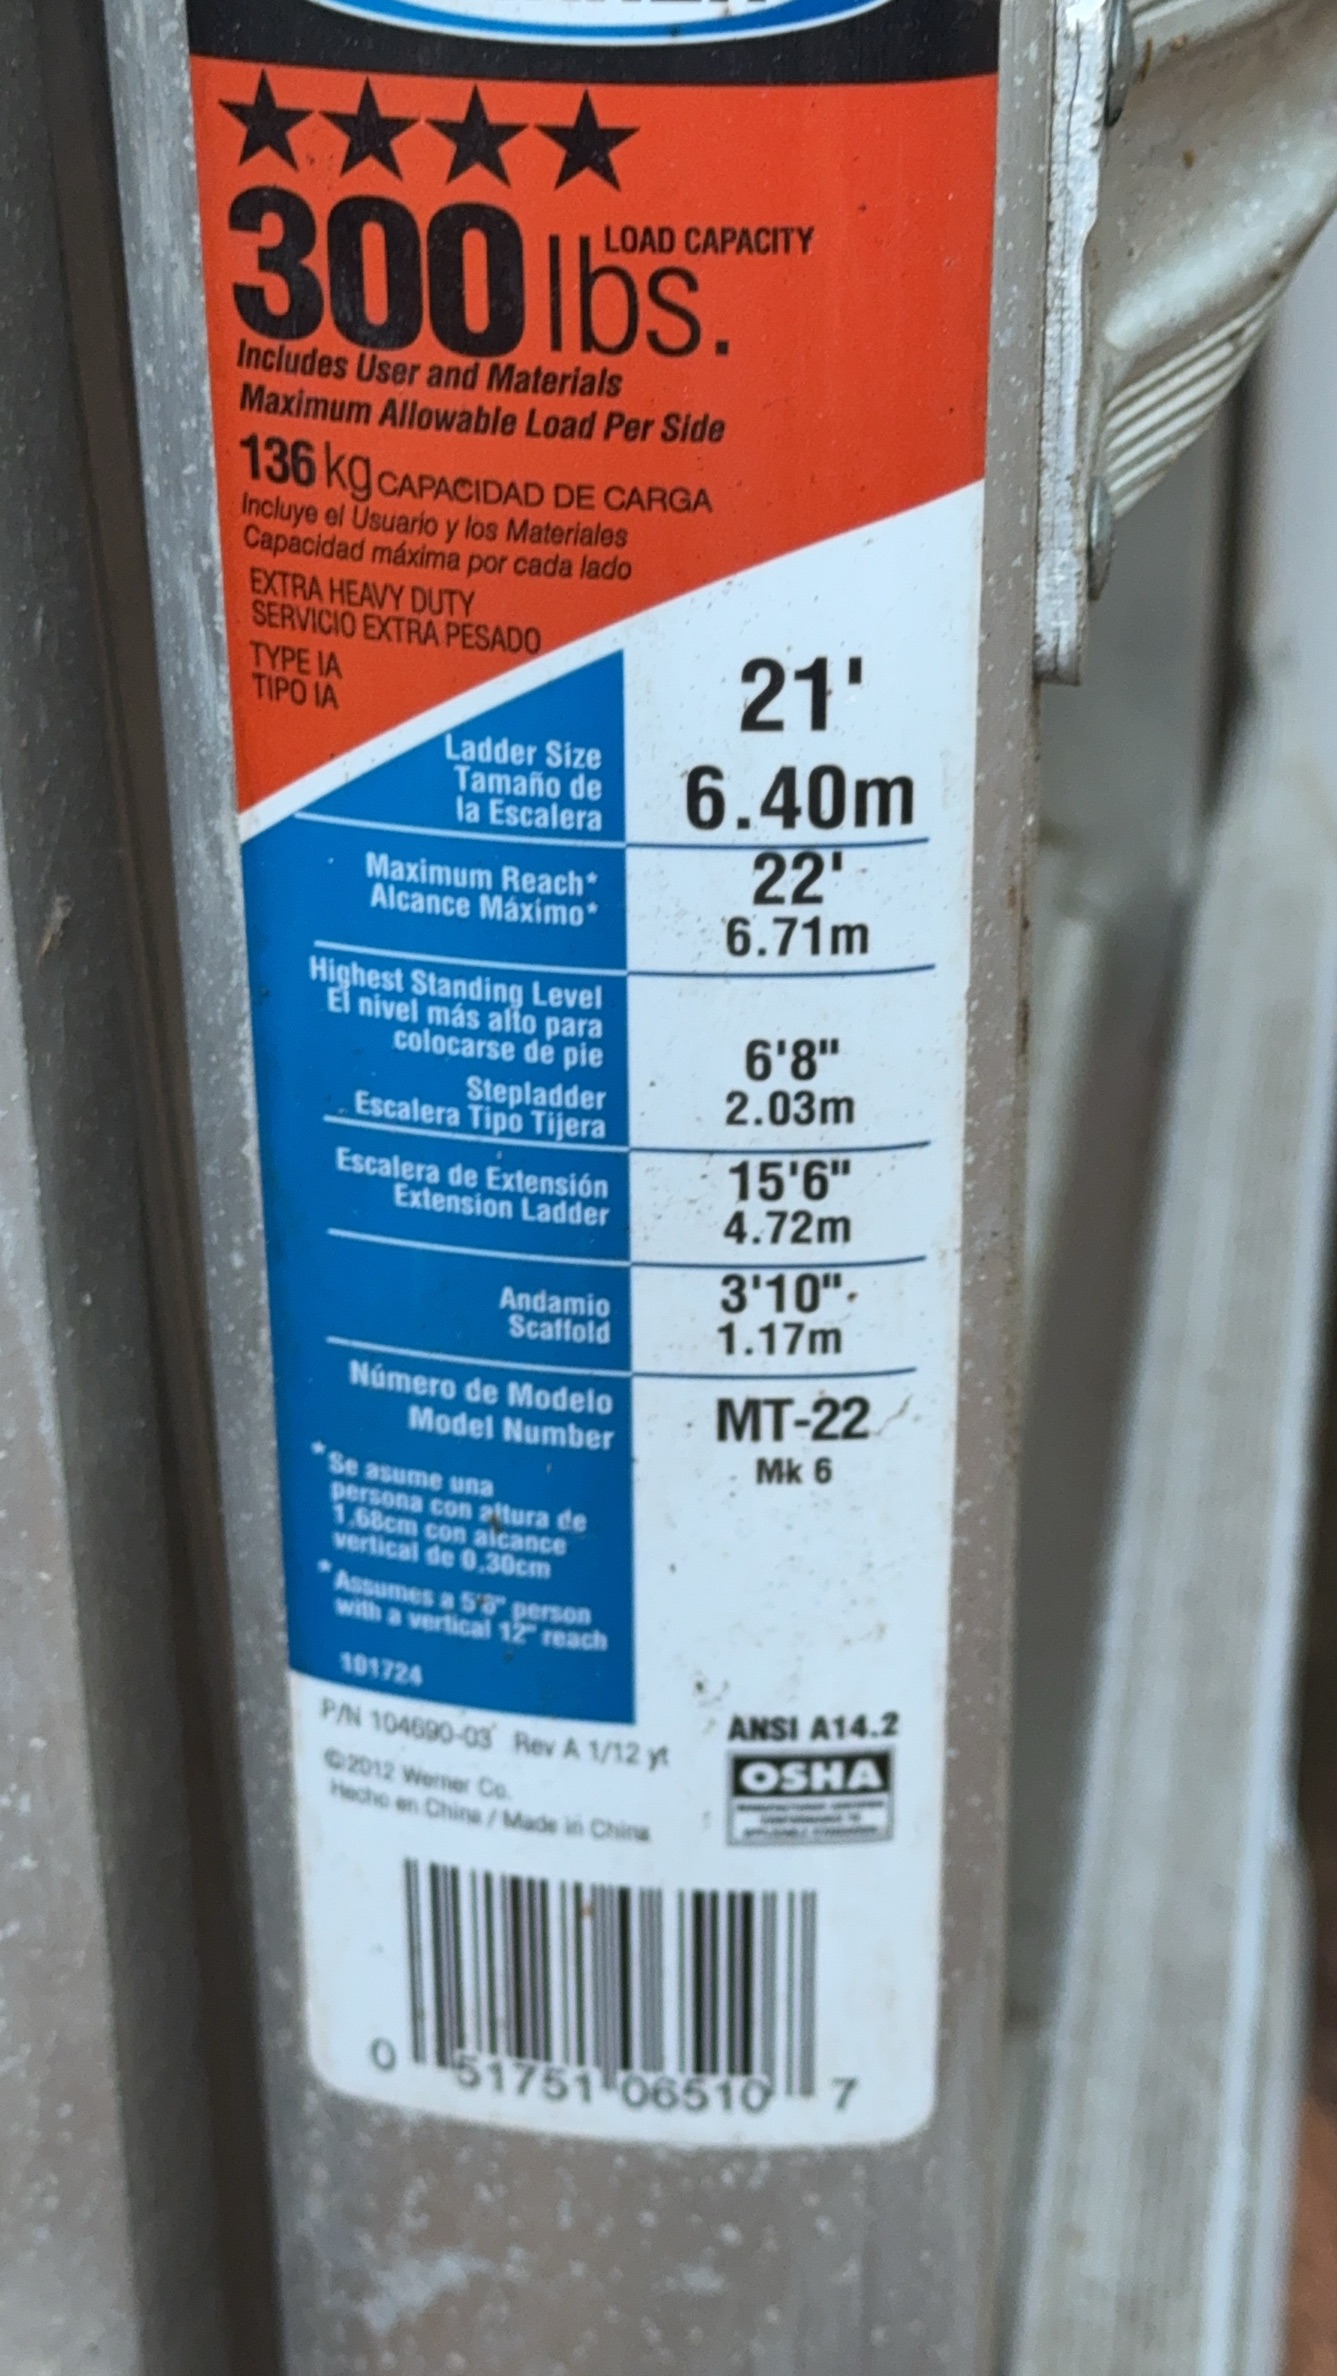 300 lbs. LOAD CAPACITY
Includes User and Materials
Maximum Allowable Load Per Side
136 kg CAPACIDAD DE CARGA
Incluye el Usuario y los Materiales
Capacidad máxima por cada lado
EXTRA HEAVY DUTY
SERVICIO EXTRA PESADO
TYPE IA
TIPO IA
Ladder Size
Tamaño de
la Escalera
21'
6.40m
Maximum Reach*
Alcance Máximo*
22'
6.71m
Highest Standing Level
El nivel más alto para
colocarse de pie
Stepladder
Escalera Tipo Tijera
6'8"
2.03m
Escalera de Extensión
Extension Ladder
15'6"
4.72m
Andamio
Scaffold
3'10"
1.17m
Número de Modelo
Model Number
MT-22
Mk 6
*Se asume una
persona con altura de
1.68cm con alcance
vertical de 0.30cm
*Assumes a 5'6" person
with a vertical 12" reach
101724
P/N 104690-03 Rev A 1/12 yt
©2012 Werner Co.
Hecho en China / Made in China
ANSI A14.2
OSHA
0 51751 06510 7